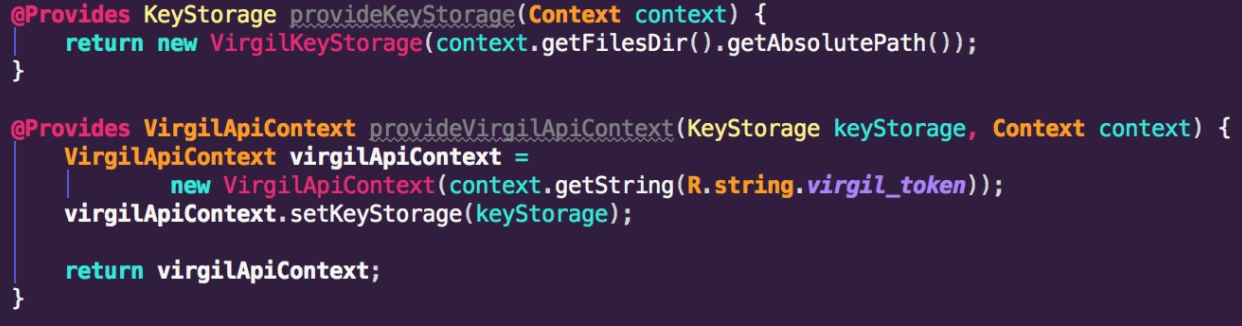 @Provides KeyStorage provideKeyStorage(Context context) {
    return new VirgilKeyStorage(context.getFilesDir().getAbsolutePath());
}

@Provides VirgilApiContext provideVirgilApiContext(KeyStorage keyStorage, Context context) {
    VirgilApiContext virgilApiContext =
            new VirgilApiContext(context.getString(R.string.virgil_token));
    virgilApiContext.setKeyStorage(keyStorage);

    return virgilApiContext;
}